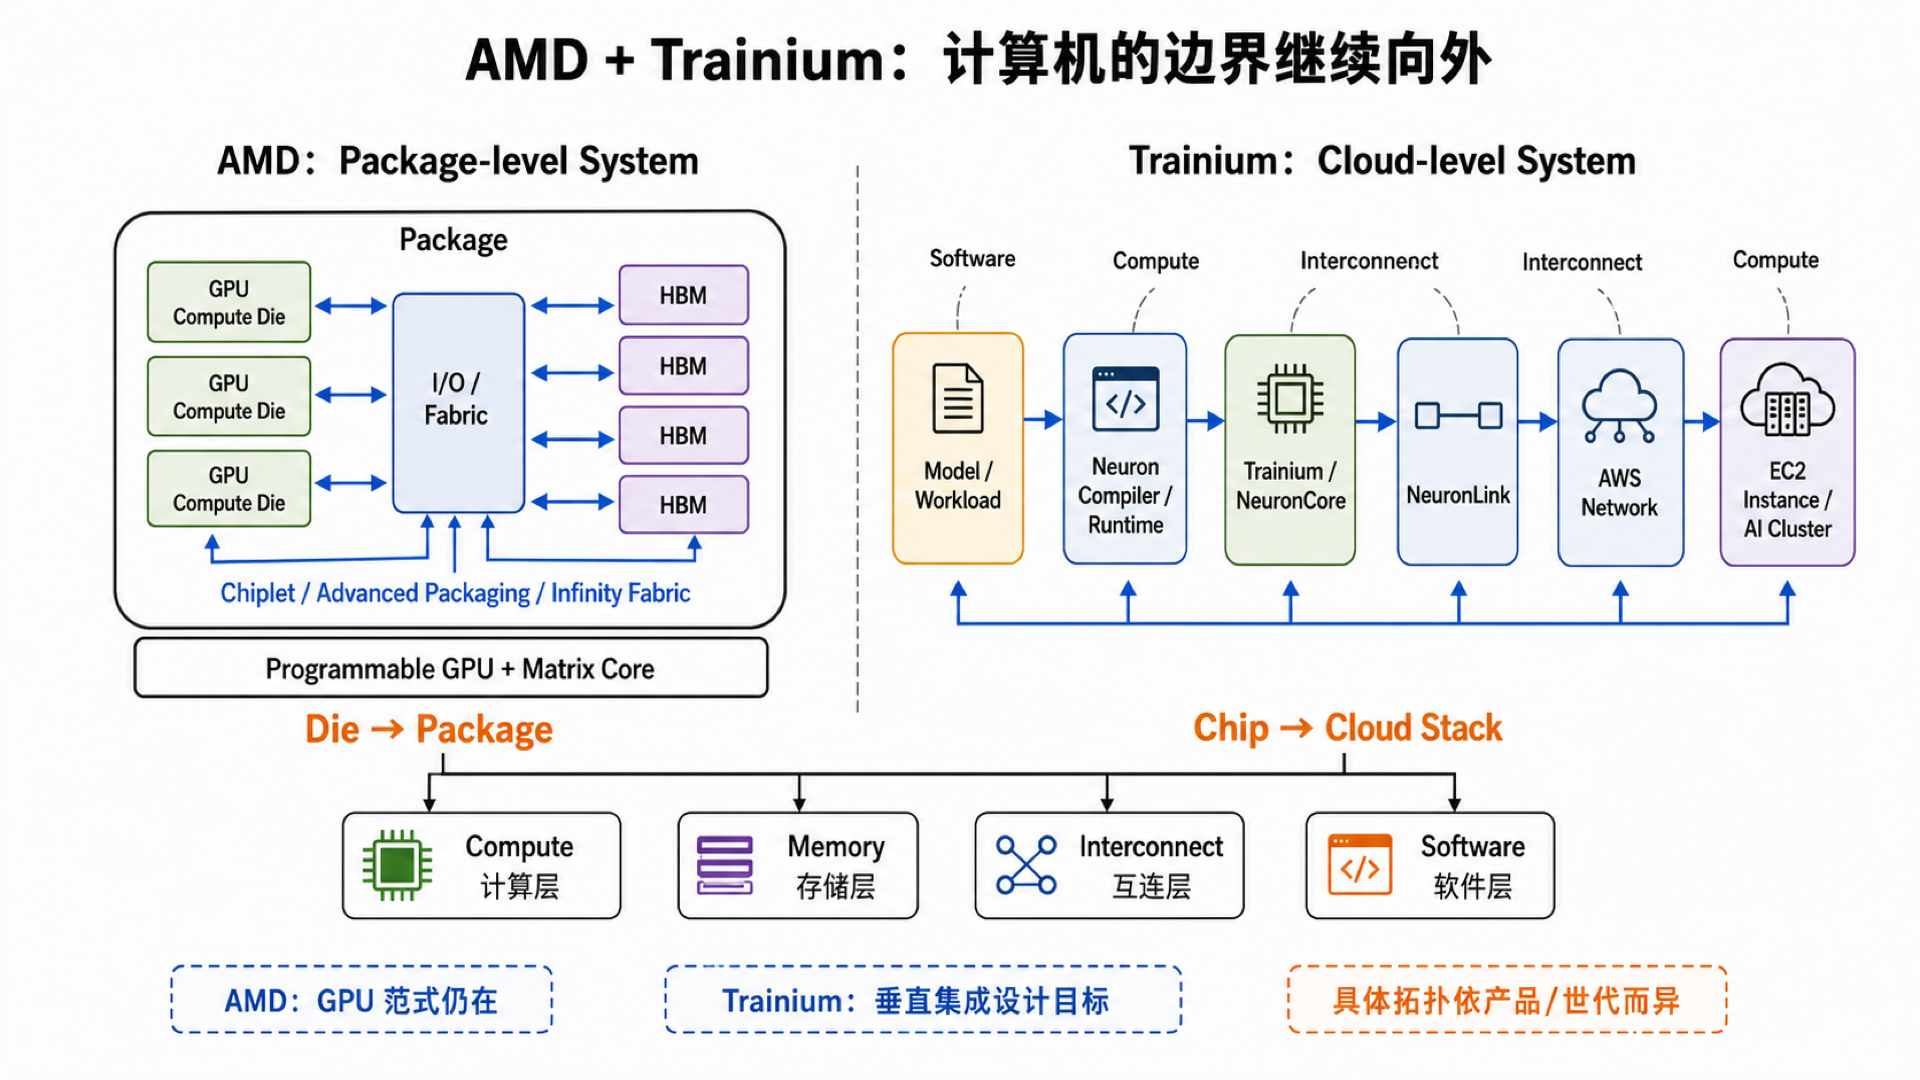 AMD + Trainium：计算机的边界继续向外
AMD：Package-level System
Package
GPU
Compute Die
GPU
Compute Die
GPU
Compute Die
I/O /
Fabric
HBM
HBM
HBM
HBM
Chiplet / Advanced Packaging / Infinity Fabric
Programmable GPU + Matrix Core
Die → Package
Trainium：Cloud-level System
Software
Compute
Interconnenct
Interconnect
Compute
Model /
Workload
Neuron
Compiler /
Runtime
Trainium /
NeuronCore
NeuronLink
AWS
Network
EC2
Instance /
AI Cluster
Chip → Cloud Stack
Compute
计算层
Memory
存储层
Interconnect
互连层
Software
软件层
AMD：GPU 范式仍在
Trainium：垂直集成设计目标
具体拓扑依产品/世代而异